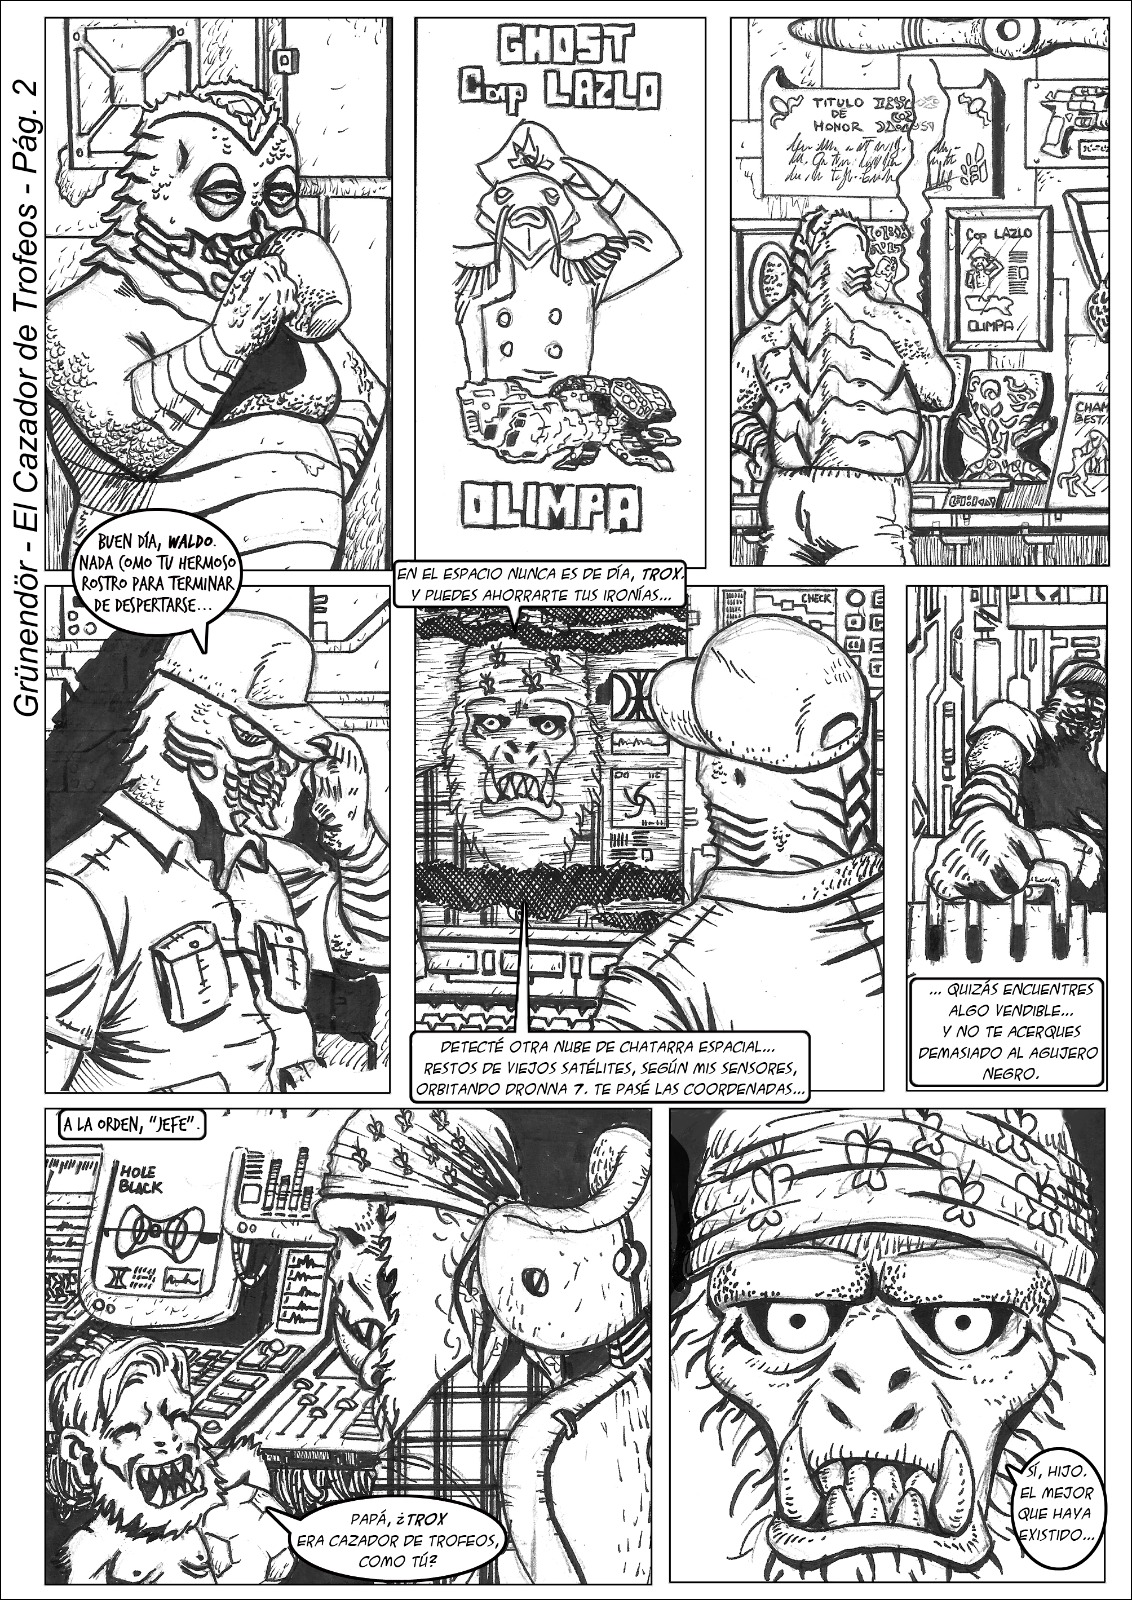 Grünendör - El Cazador de Trofeos - Pág. 2
GHOST
Cap LAZLO
OLIMPA
TITULO
DE
HONOR
Cap LAZLO
OLIMPA
CHAM
BEST
BUEN DÍA, WALDO.
NADA COMO TU HERMOSO
ROSTRO PARA TERMINAR
DE DESPERTARSE...
EN EL ESPACIO NUNCA ES DE DÍA, TROX.
Y PUEDES AHORRARTE TUS IRONÍAS...
CHECK
DETECTÉ OTRA NUBE DE CHATARRA ESPACIAL...
RESTOS DE VIEJOS SATÉLITES, SEGÚN MIS SENSORES,
ORBITANDO DRONNA 7. TE PASÉ LAS COORDENADAS...
... QUIZÁS ENCUENTRES
ALGO VENDIBLE...
Y NO TE ACERQUES
DEMASIADO AL AGUJERO
NEGRO.
A LA ORDEN, "JEFE".
HOLE
BLACK
PAPÁ, ¿TROX
ERA CAZADOR DE TROFEOS,
COMO TÚ?
SÍ, HIJO.
EL MEJOR
QUE HAYA
EXISTIDO...